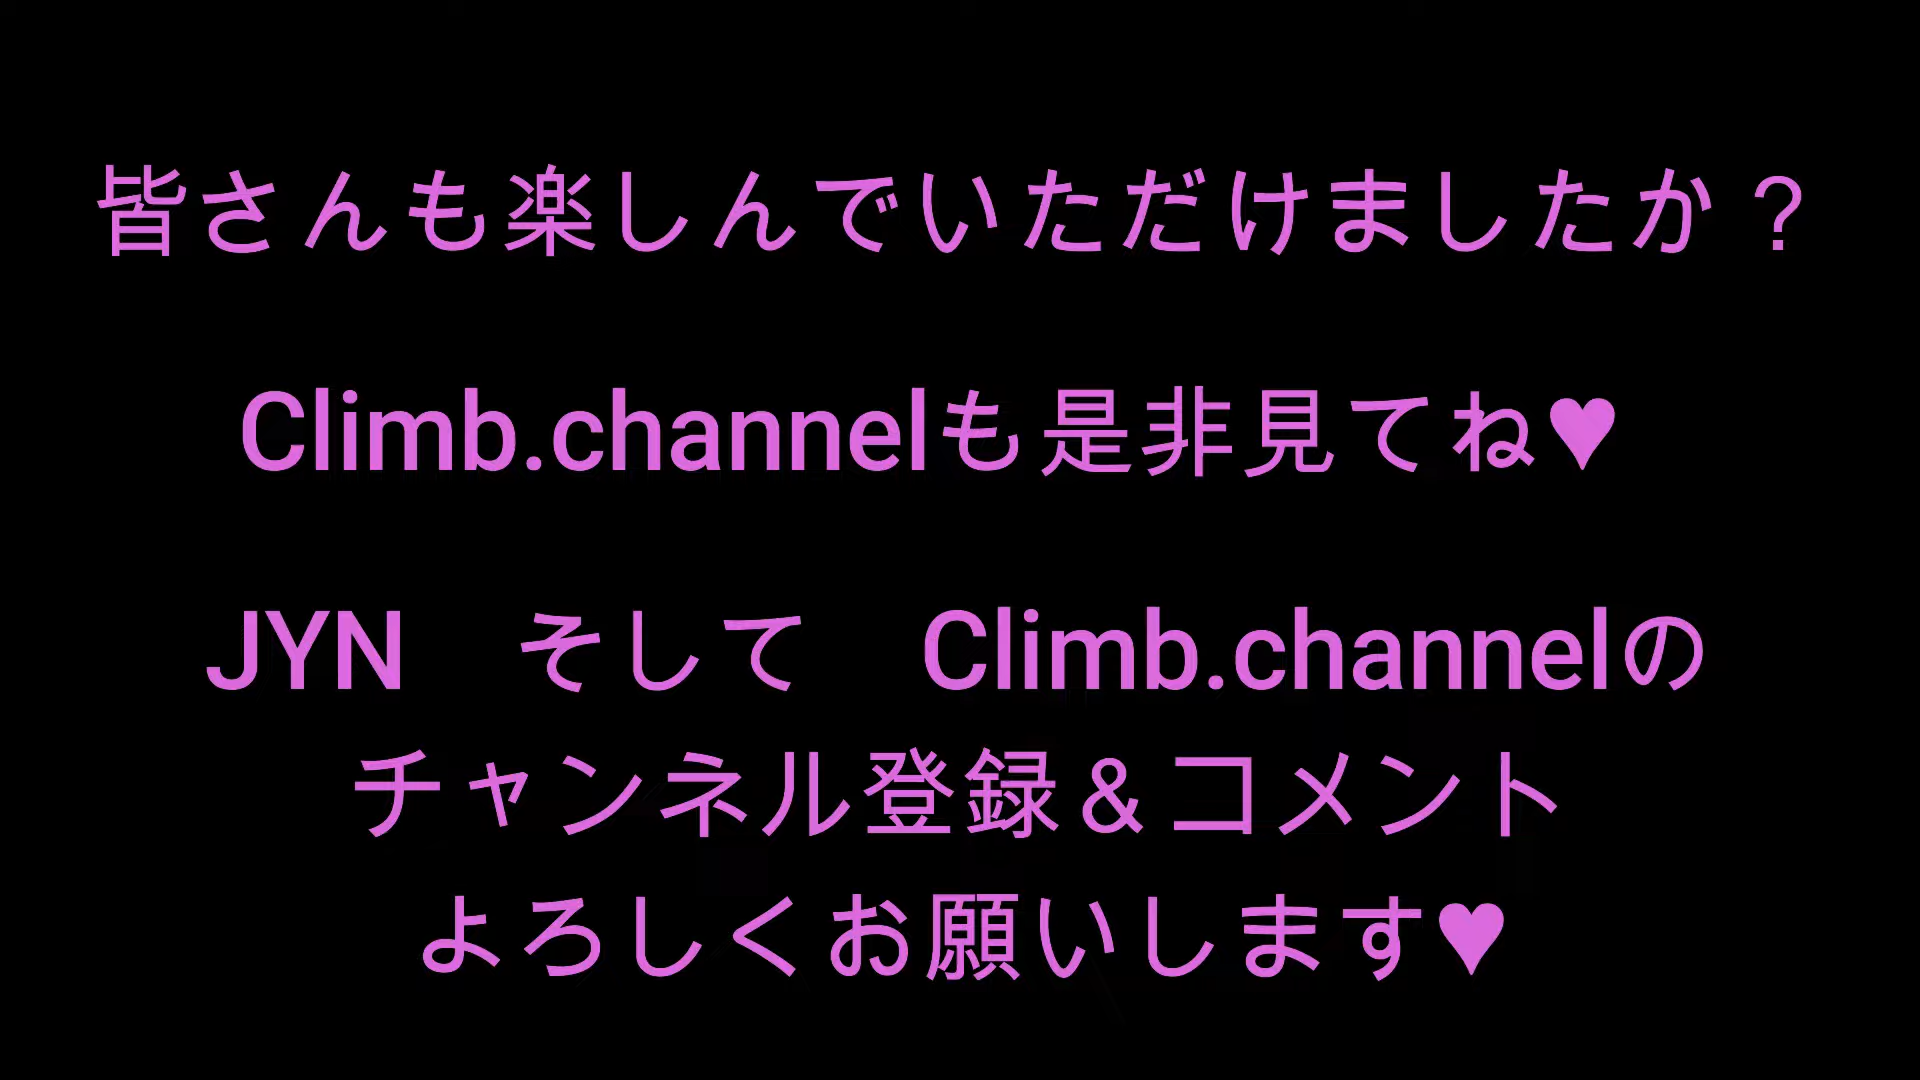 皆さんも楽しんでいただけましたか？
Climb.channelも是非見てね♥
JYN　そして　Climb.channelの
チャンネル登録＆コメント
よろしくお願いします♥